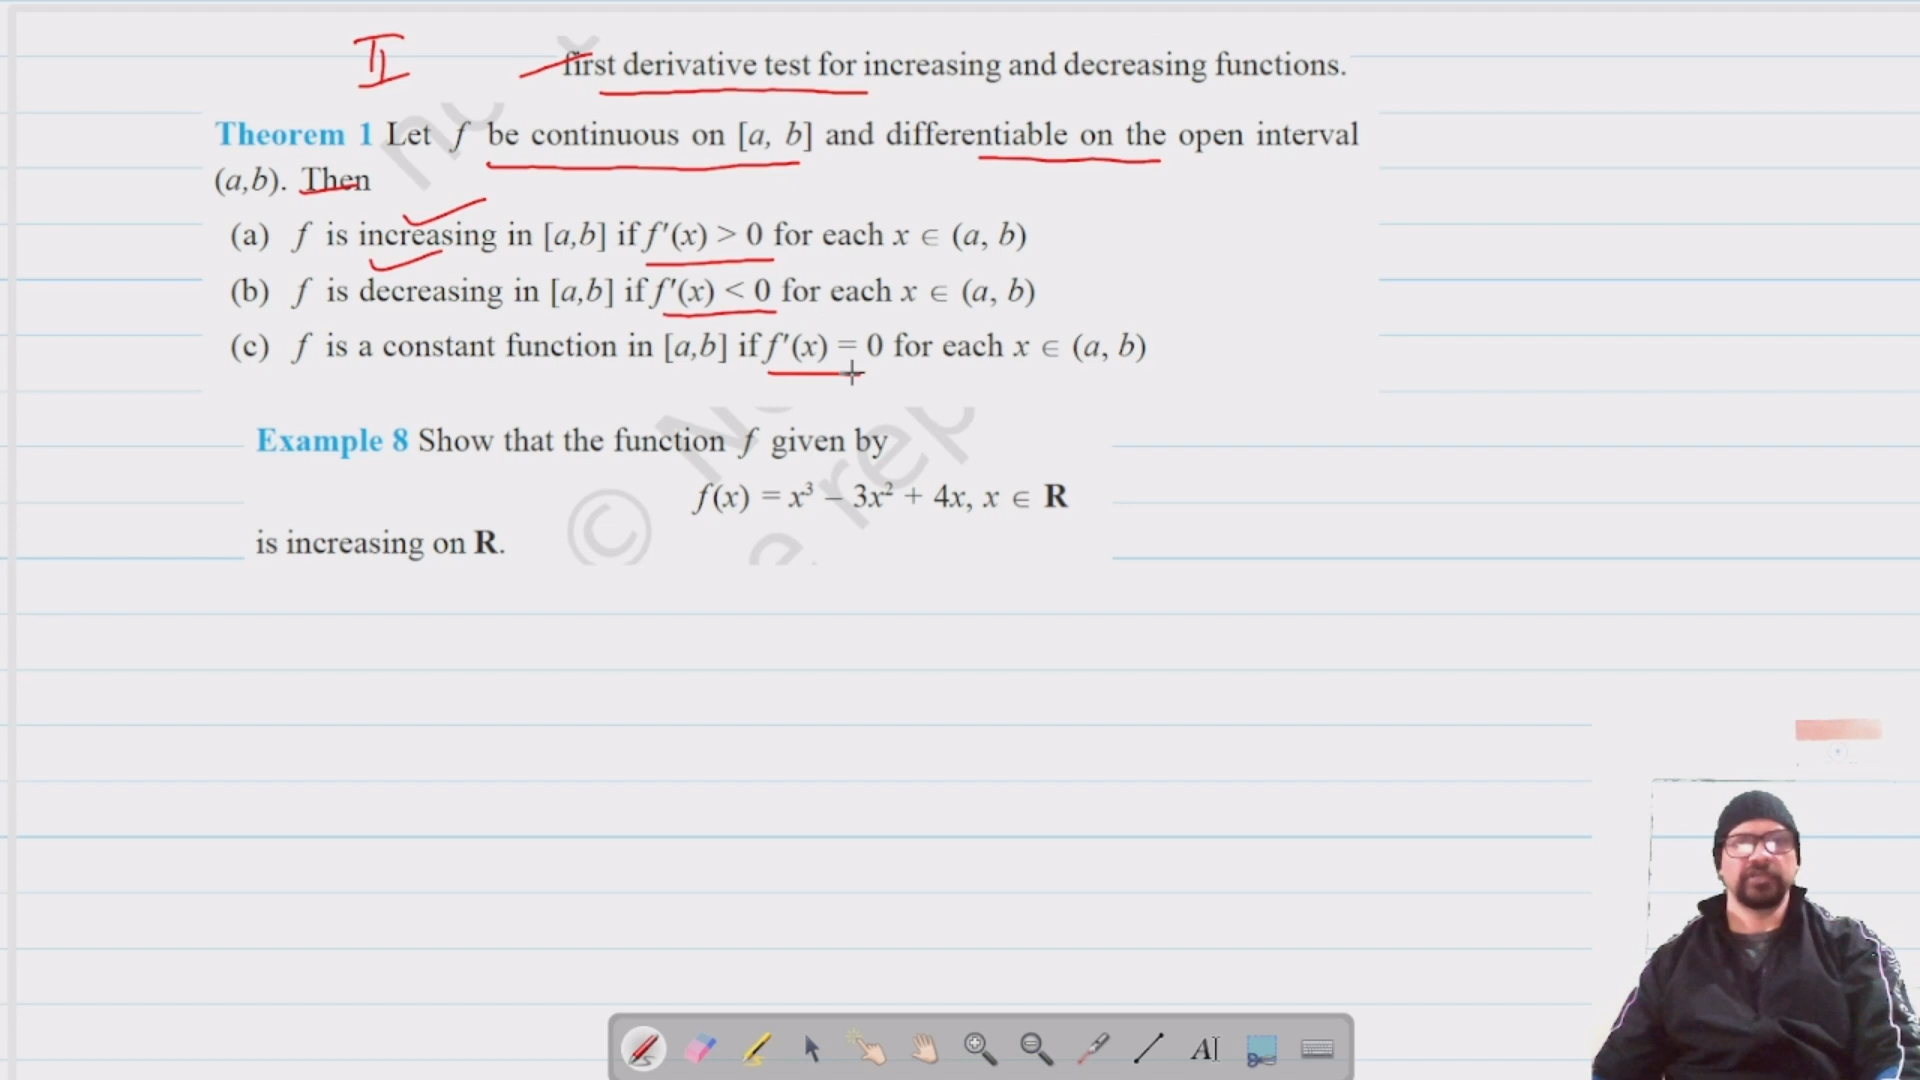 II
first derivative test for increasing and decreasing functions.
Theorem 1 Let f be continuous on [a, b] and differentiable on the open interval
(a,b). Then
(a) f is increasing in [a,b] if f′(x) > 0 for each x ∈ (a, b)
(b) f is decreasing in [a,b] if f′(x) < 0 for each x ∈ (a, b)
(c) f is a constant function in [a,b] if f′(x) = 0 for each x ∈ (a, b)
Example 8 Show that the function f given by
f(x) = x³ – 3x² + 4x, x ∈ R
is increasing on R.